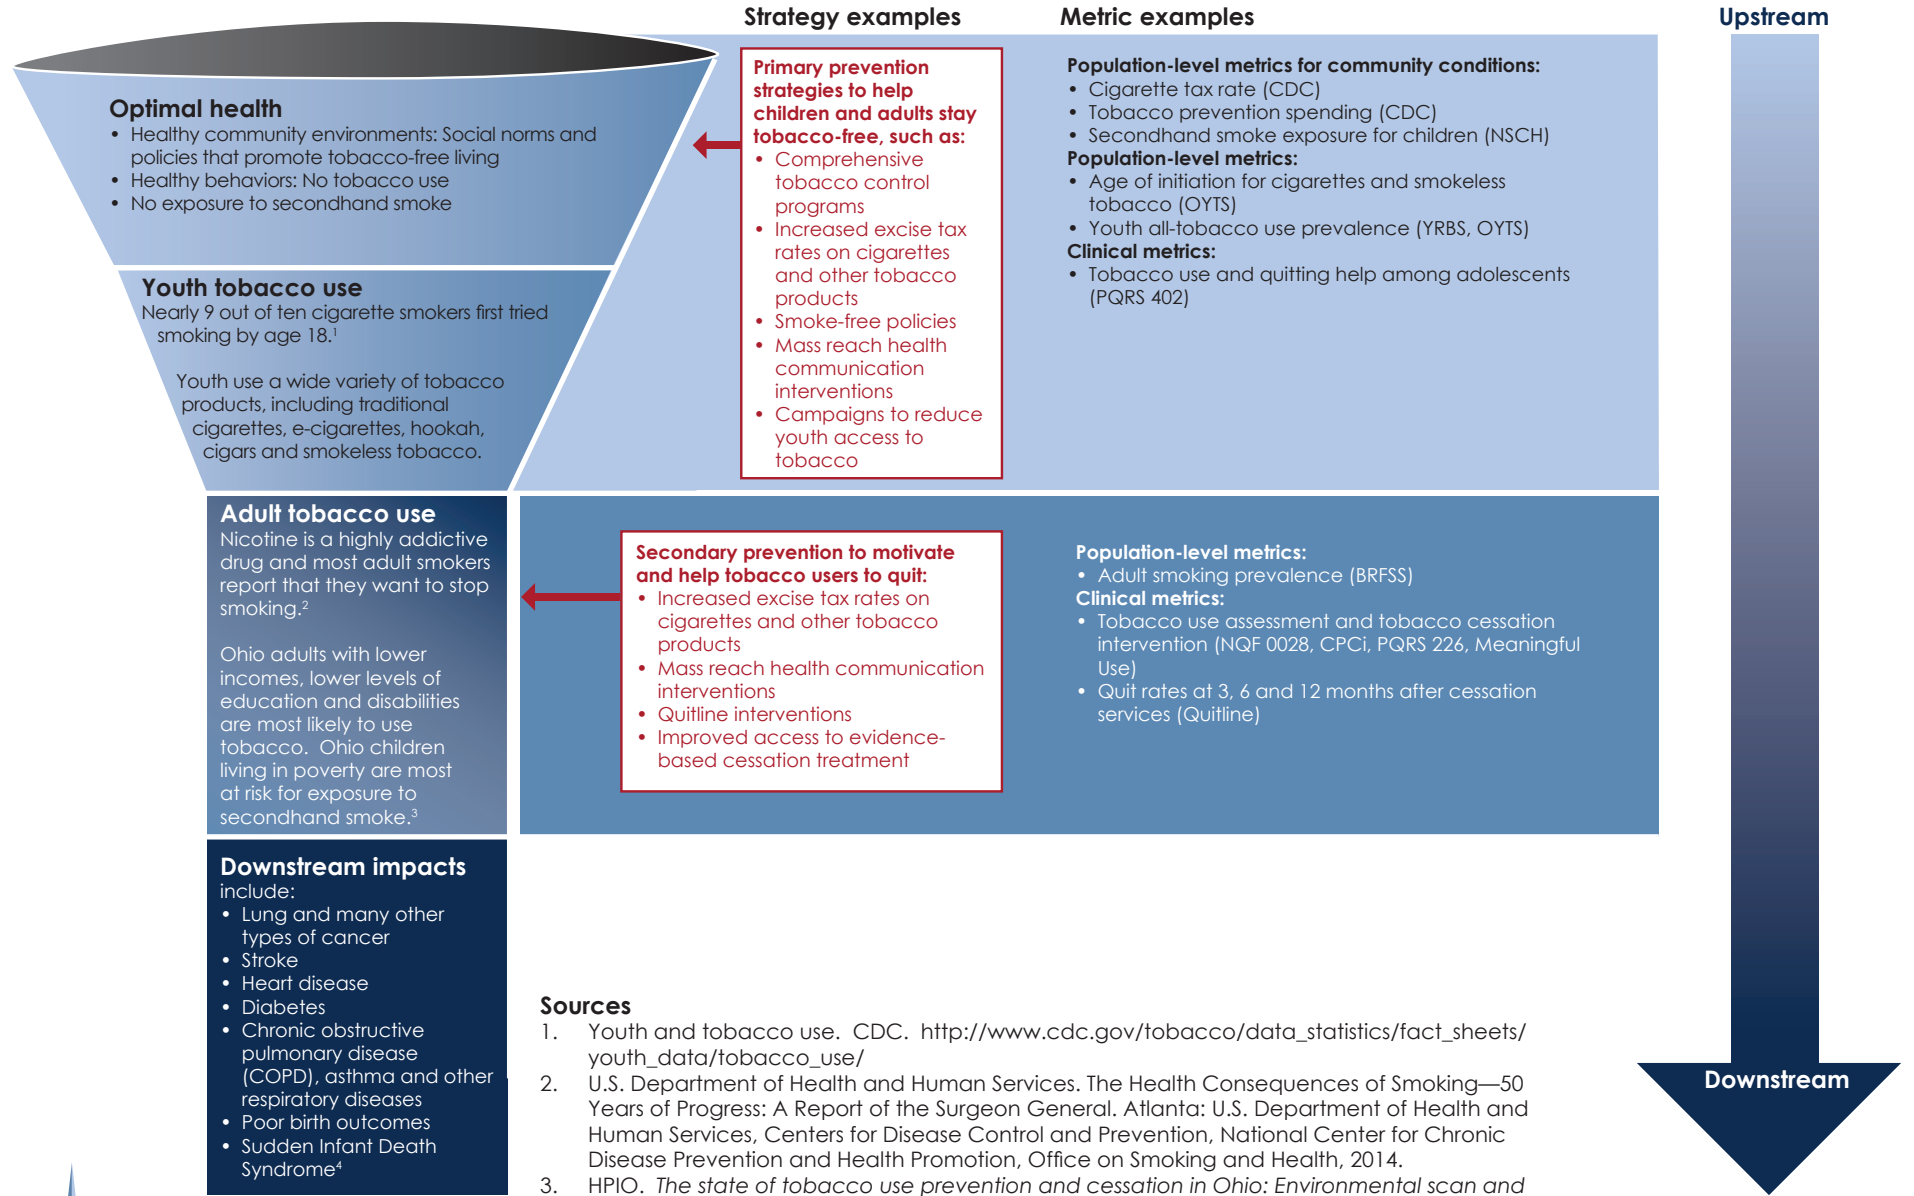 Strategy examples
Metric examples
Upstream
Optimal health
• Healthy community environments: Social norms and
policies that promote tobacco-free living
• Healthy behaviors: No tobacco use
• No exposure to secondhand smoke
Primary prevention
strategies to help
children and adults stay
tobacco-free, such as:
• Comprehensive
tobacco control
programs
• Increased excise tax
rates on cigarettes
and other tobacco
products
• Smoke-free policies
• Mass reach health
communication
interventions
• Campaigns to reduce
youth access to
tobacco
Population-level metrics for community conditions:
• Cigarette tax rate (CDC)
• Tobacco prevention spending (CDC)
• Secondhand smoke exposure for children (NSCH)
Population-level metrics:
• Age of initiation for cigarettes and smokeless
tobacco (OYTS)
• Youth all-tobacco use prevalence (YRBS, OYTS)
Clinical metrics:
• Tobacco use and quitting help among adolescents
(PQRS 402)
Youth tobacco use
Nearly 9 out of ten cigarette smokers first tried
smoking by age 18.¹
Youth use a wide variety of tobacco
products, including traditional
cigarettes, e-cigarettes, hookah,
cigars and smokeless tobacco.
Adult tobacco use
Nicotine is a highly addictive
drug and most adult smokers
report that they want to stop
smoking.²
Ohio adults with lower
incomes, lower levels of
education and disabilities
are most likely to use
tobacco. Ohio children
living in poverty are most
at risk for exposure to
secondhand smoke.³
Secondary prevention to motivate
and help tobacco users to quit:
• Increased excise tax rates on
cigarettes and other tobacco
products
• Mass reach health communication
interventions
• Quitline interventions
• Improved access to evidence-
based cessation treatment
Population-level metrics:
• Adult smoking prevalence (BRFSS)
Clinical metrics:
• Tobacco use assessment and tobacco cessation
intervention (NQF 0028, CPCi, PQRS 226, Meaningful
Use)
• Quit rates at 3, 6 and 12 months after cessation
services (Quitline)
Downstream impacts
include:
• Lung and many other
types of cancer
• Stroke
• Heart disease
• Diabetes
• Chronic obstructive
pulmonary disease
(COPD), asthma and other
respiratory diseases
• Poor birth outcomes
• Sudden Infant Death
Syndrome⁴
Sources
1. Youth and tobacco use. CDC. http://www.cdc.gov/tobacco/data_statistics/fact_sheets/
youth_data/tobacco_use/
2. U.S. Department of Health and Human Services. The Health Consequences of Smoking—50
Years of Progress: A Report of the Surgeon General. Atlanta: U.S. Department of Health and
Human Services, Centers for Disease Control and Prevention, National Center for Chronic
Disease Prevention and Health Promotion, Office on Smoking and Health, 2014.
3. HPIO. The state of tobacco use prevention and cessation in Ohio: Environmental scan and
Downstream